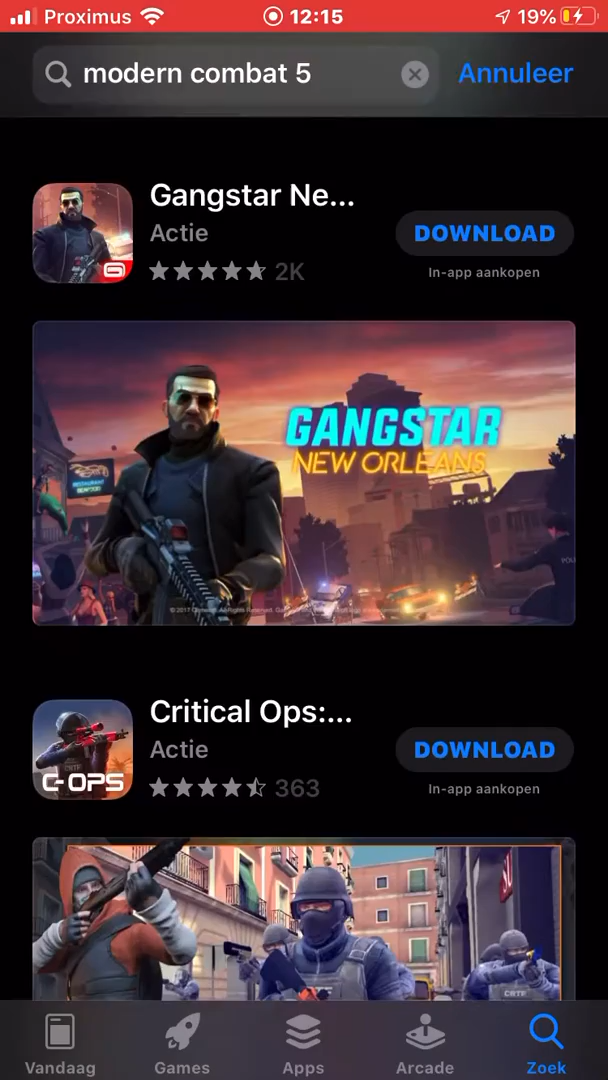 Proximus 12:15 19%
modern combat 5
Annuleer
Gangstar Ne...
Actie
2K
DOWNLOAD
In-app aankopen
GANGSTAR
NEW ORLEANS
Critical Ops:...
Actie
363
DOWNLOAD
In-app aankopen
C-OPS
CRTF
Vandaag
Games
Apps
Arcade
Zoek